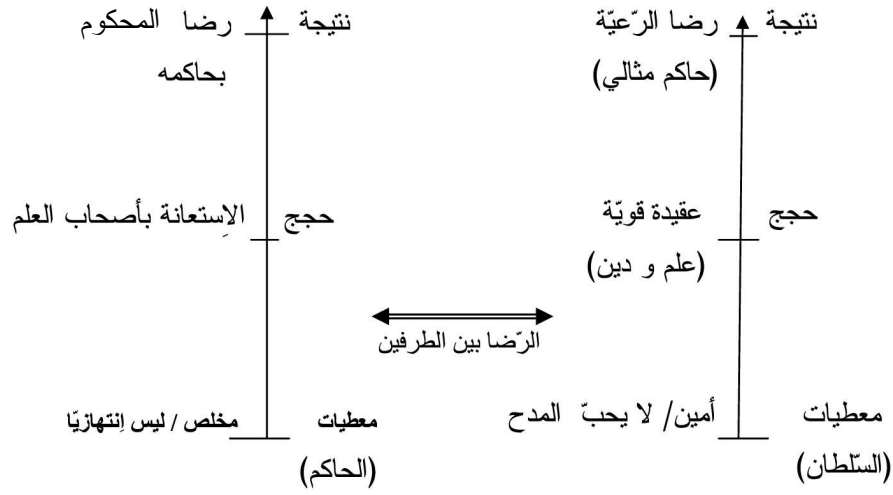 نتيجة رضا الرّعيّة
(حاكم مثالي)
حجج عقيدة قويّة
(علم و دين)
معطيات أمين/ لا يحبّ المدح
(السّلطان)
الرّضا بين الطرفين
نتيجة رضا المحكوم
بحاكمه
حجج الاِستعانة بأصحاب العلم
معطيات مخلص / ليس اِنتهازيّا
(الحاكم)